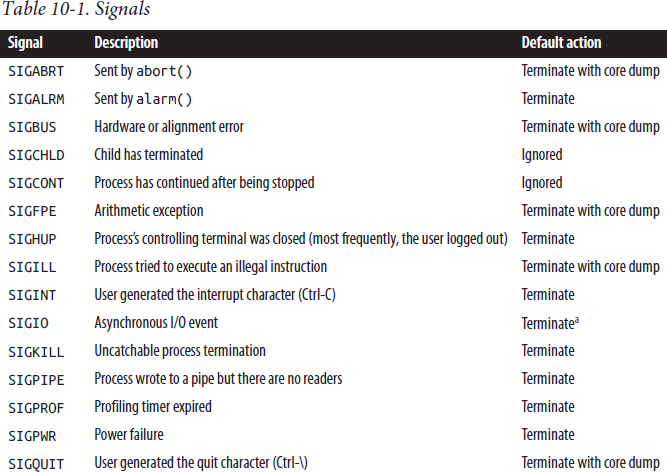 Table 10-1. Signals
Signal Description Default action
SIGABRT Sent by abort() Terminate with core dump
SIGALRM Sent by alarm() Terminate
SIGBUS Hardware or alignment error Terminate with core dump
SIGCHLD Child has terminated Ignored
SIGCONT Process has continued after being stopped Ignored
SIGFPE Arithmetic exception Terminate with core dump
SIGHUP Process’s controlling terminal was closed (most frequently, the user logged out) Terminate
SIGILL Process tried to execute an illegal instruction Terminate with core dump
SIGINT User generated the interrupt character (Ctrl-C) Terminate
SIGIO Asynchronous I/O event Terminateᵃ
SIGKILL Uncatchable process termination Terminate
SIGPIPE Process wrote to a pipe but there are no readers Terminate
SIGPROF Profiling timer expired Terminate
SIGPWR Power failure Terminate
SIGQUIT User generated the quit character (Ctrl-\) Terminate with core dump